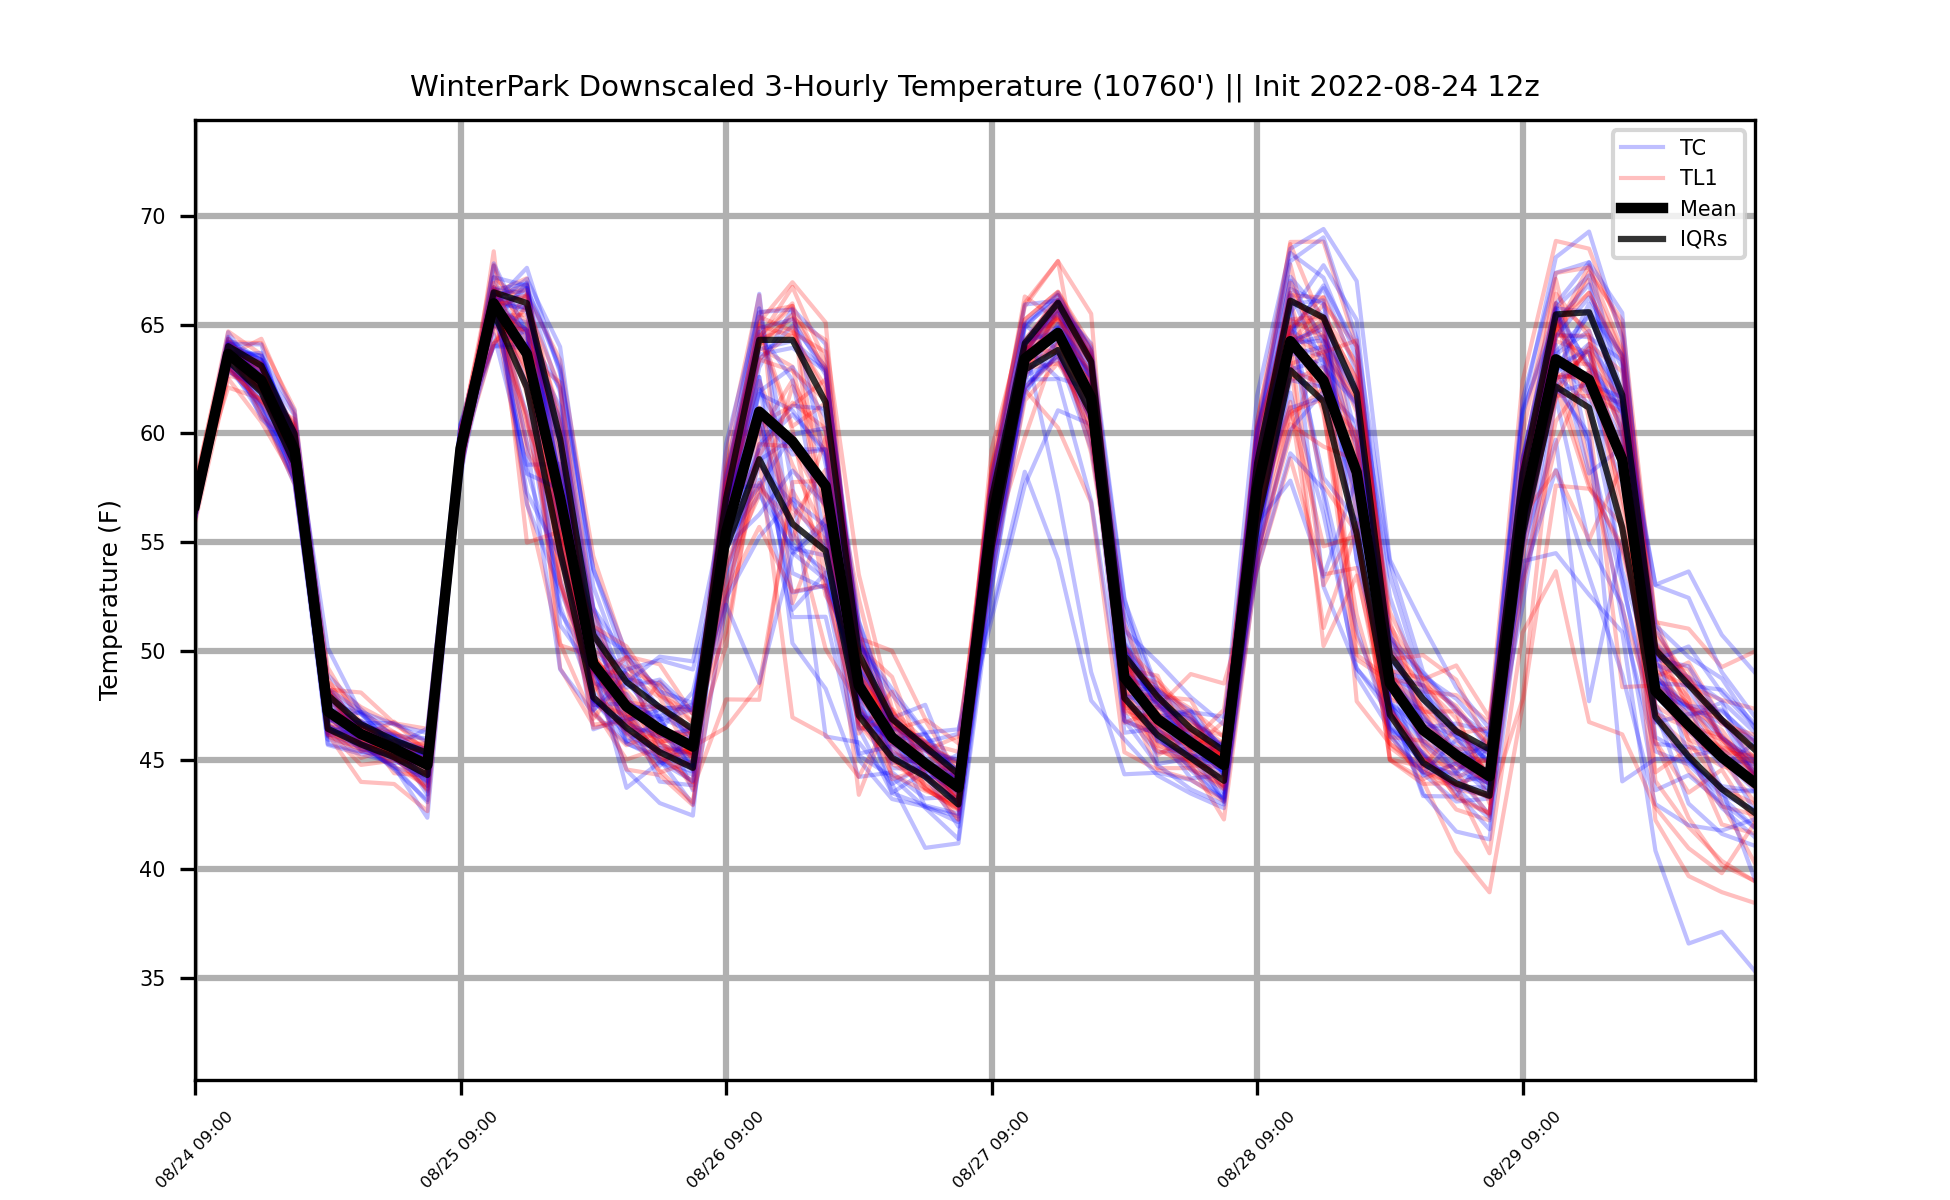 WinterPark Downscaled 3-Hourly Temperature (10760') || Init 2022-08-24 12z
TC
TL1
Mean
IQRs
Temperature (F)
70
65
60
55
50
45
40
35
08/24 09:00
08/25 09:00
08/26 09:00
08/27 09:00
08/28 09:00
08/29 09:00